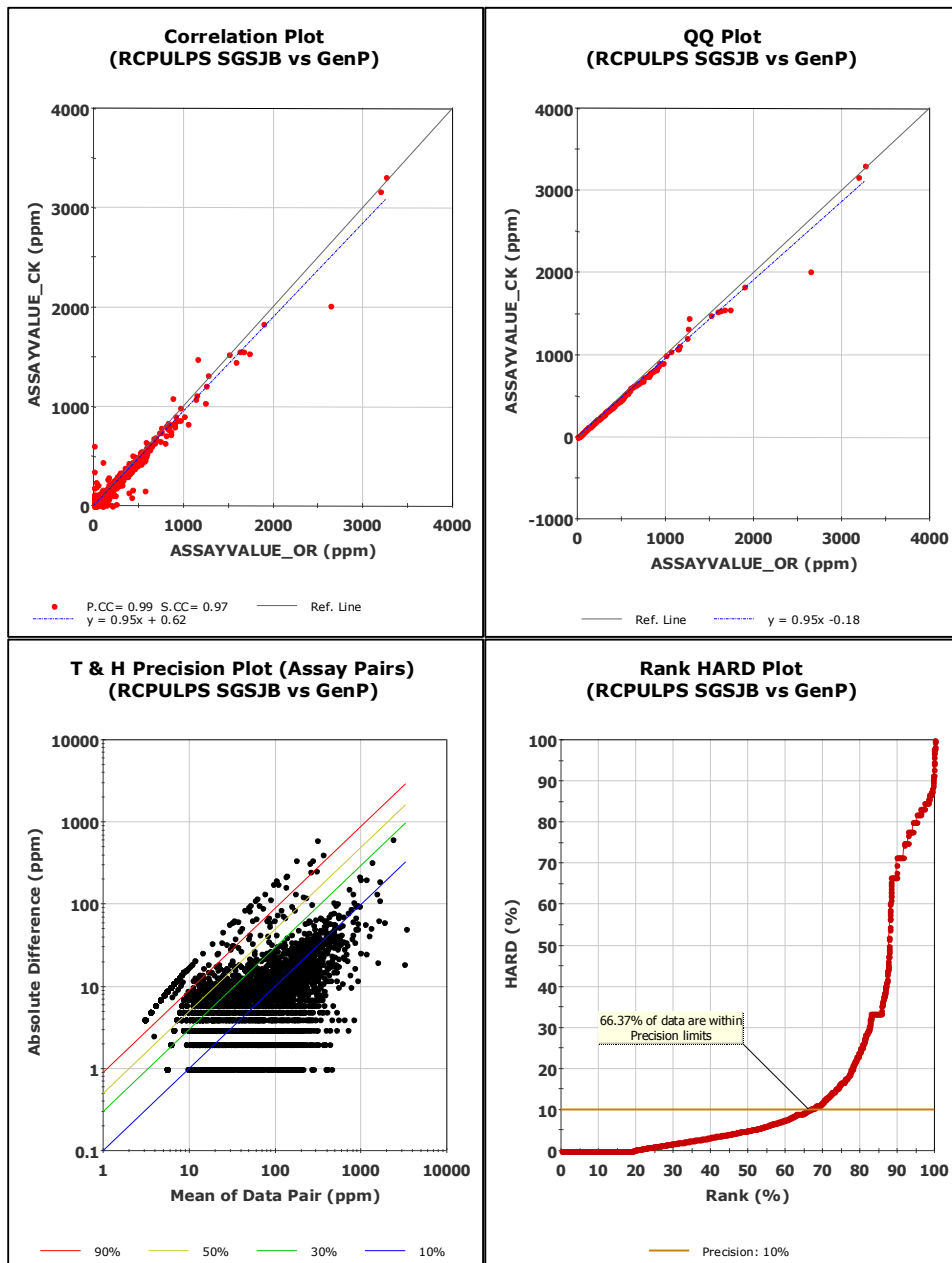 Correlation Plot
(RCPULPS SGSJB vs GenP)
4000
3000
2000
1000
0
ASSAYVALUE_CK (ppm)
0 1000 2000 3000 4000
ASSAYVALUE_OR (ppm)
P.CC= 0.99 S.CC= 0.97 Ref. Line
y = 0.95x + 0.62
QQ Plot
(RCPULPS SGSJB vs GenP)
4000
3000
2000
1000
0
-1000
ASSAYVALUE_CK (ppm)
0 1000 2000 3000 4000
ASSAYVALUE_OR (ppm)
Ref. Line y = 0.95x -0.18
T & H Precision Plot (Assay Pairs)
(RCPULPS SGSJB vs GenP)
10000
1000
100
10
1
0.1
Absolute Difference (ppm)
1 10 100 1000 10000
Mean of Data Pair (ppm)
90% 50% 30% 10%
Rank HARD Plot
(RCPULPS SGSJB vs GenP)
100
90
80
70
60
50
40
30
20
10
0
HARD (%)
66.37% of data are within
Precision limits
0 10 20 30 40 50 60 70 80 90 100
Rank (%)
Precision: 10%